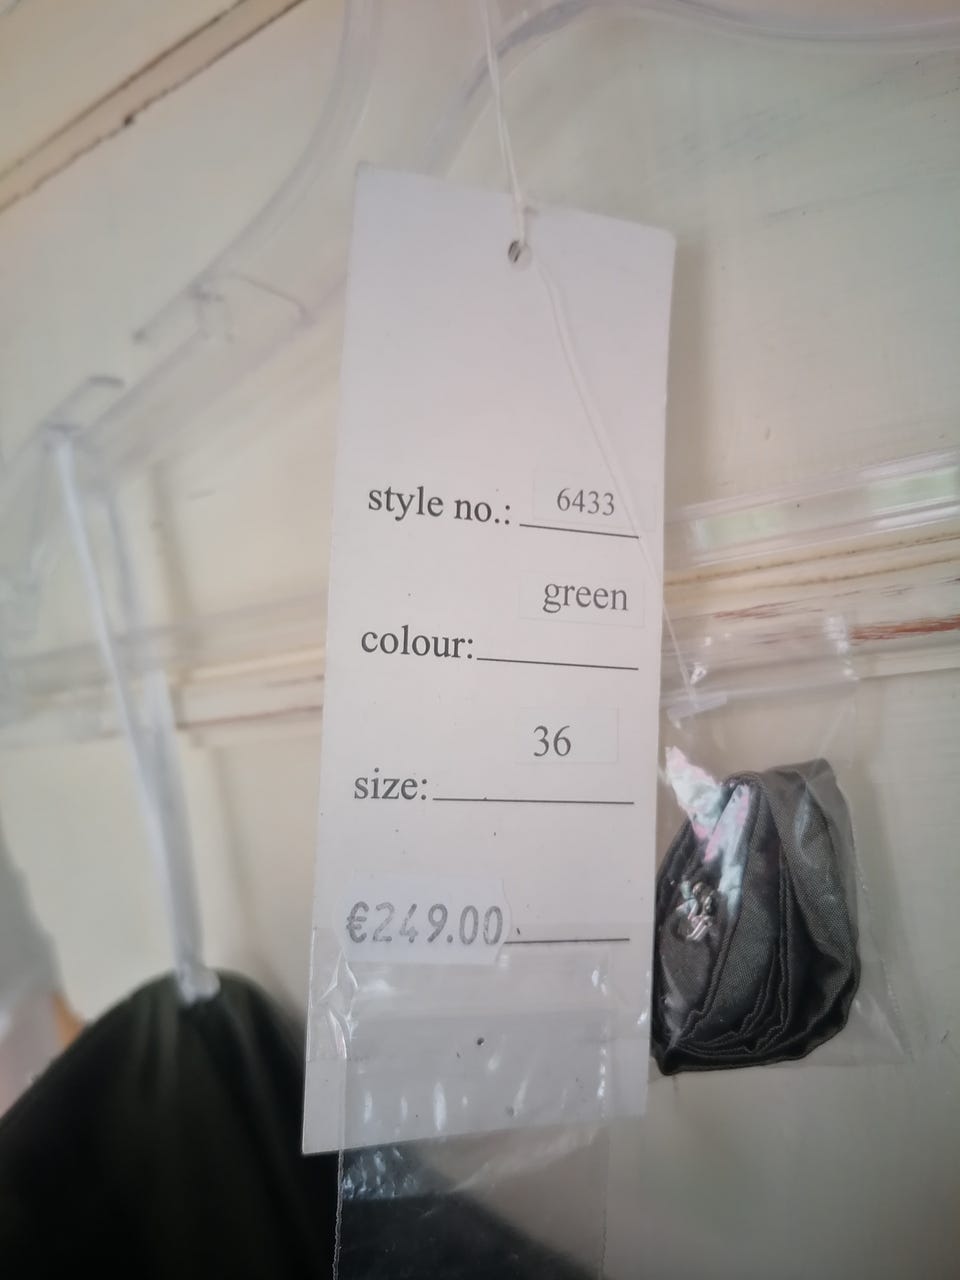 style no.: 6433
colour: green
size: 36
€249.00